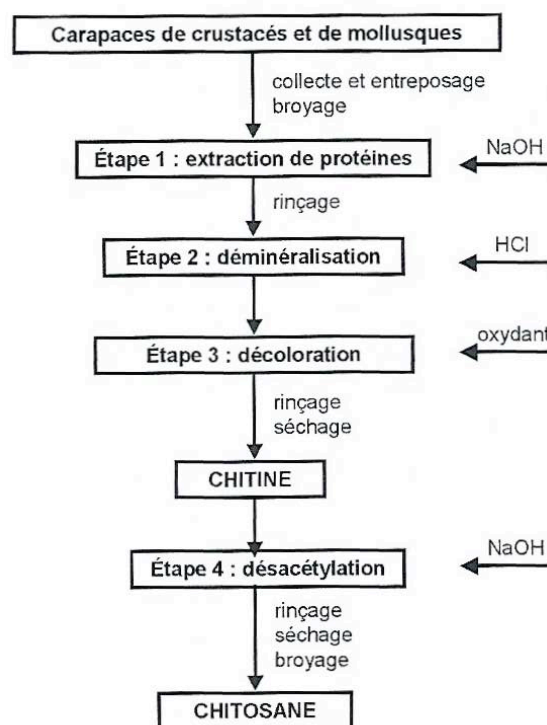 Carapaces de crustacés et de mollusques
collecte et entreposage
broyage
Étape 1 : extraction de protéines
NaOH
rinçage
Étape 2 : déminéralisation
HCl
Étape 3 : décoloration
oxydant
rinçage
séchage
CHITINE
Étape 4 : désacétylation
NaOH
rinçage
séchage
broyage
CHITOSANE